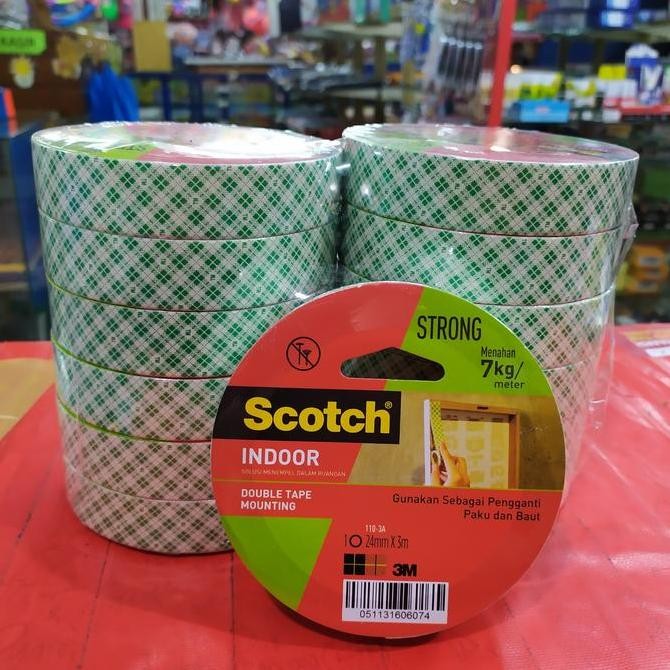 STRONG
Menahan
7kg/
meter
Scotch®
INDOOR
SOLUSI MENEMPEL DALAM RUANGAN
DOUBLE TAPE
MOUNTING
Gunakan Sebagai Pengganti
Paku dan Baut
110-3A
1 24mm X 3m
3M
051131606074